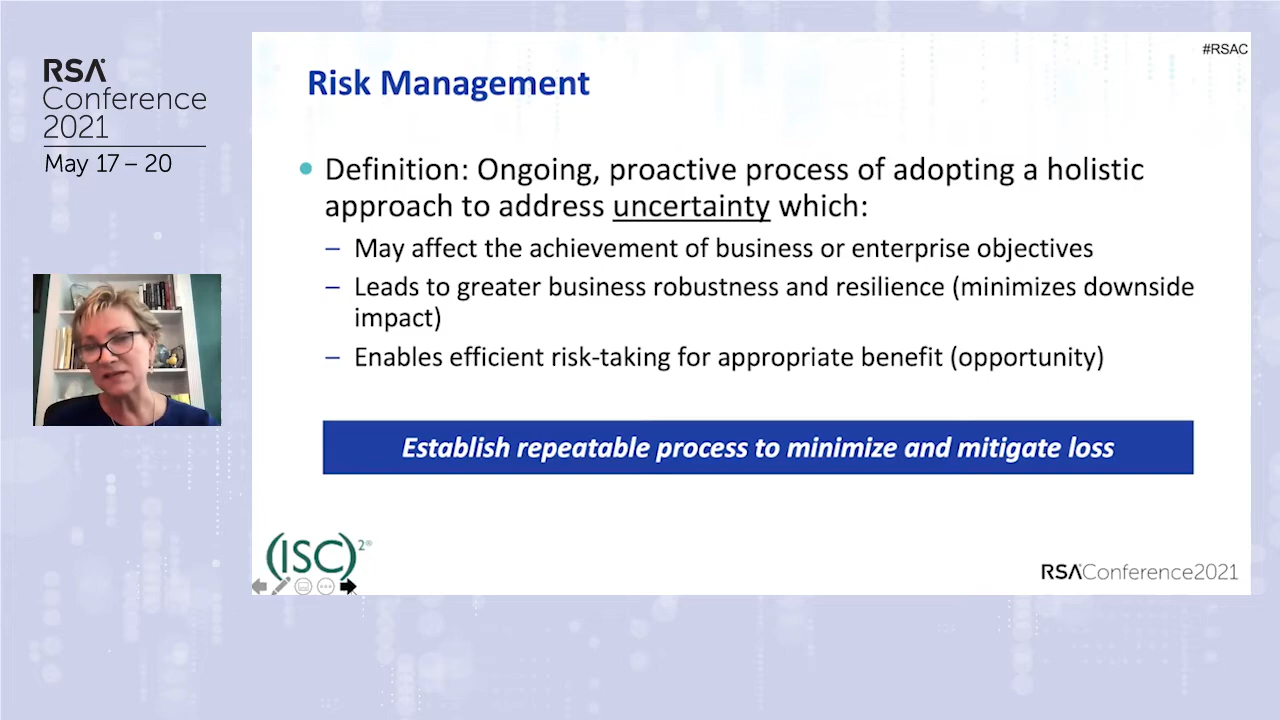 RSA
Conference
2021
May 17 – 20
#RSAC
Risk Management
• Definition: Ongoing, proactive process of adopting a holistic
approach to address uncertainty which:
– May affect the achievement of business or enterprise objectives
– Leads to greater business robustness and resilience (minimizes downside
impact)
– Enables efficient risk-taking for appropriate benefit (opportunity)
Establish repeatable process to minimize and mitigate loss
(ISC)²®
RSAConference2021